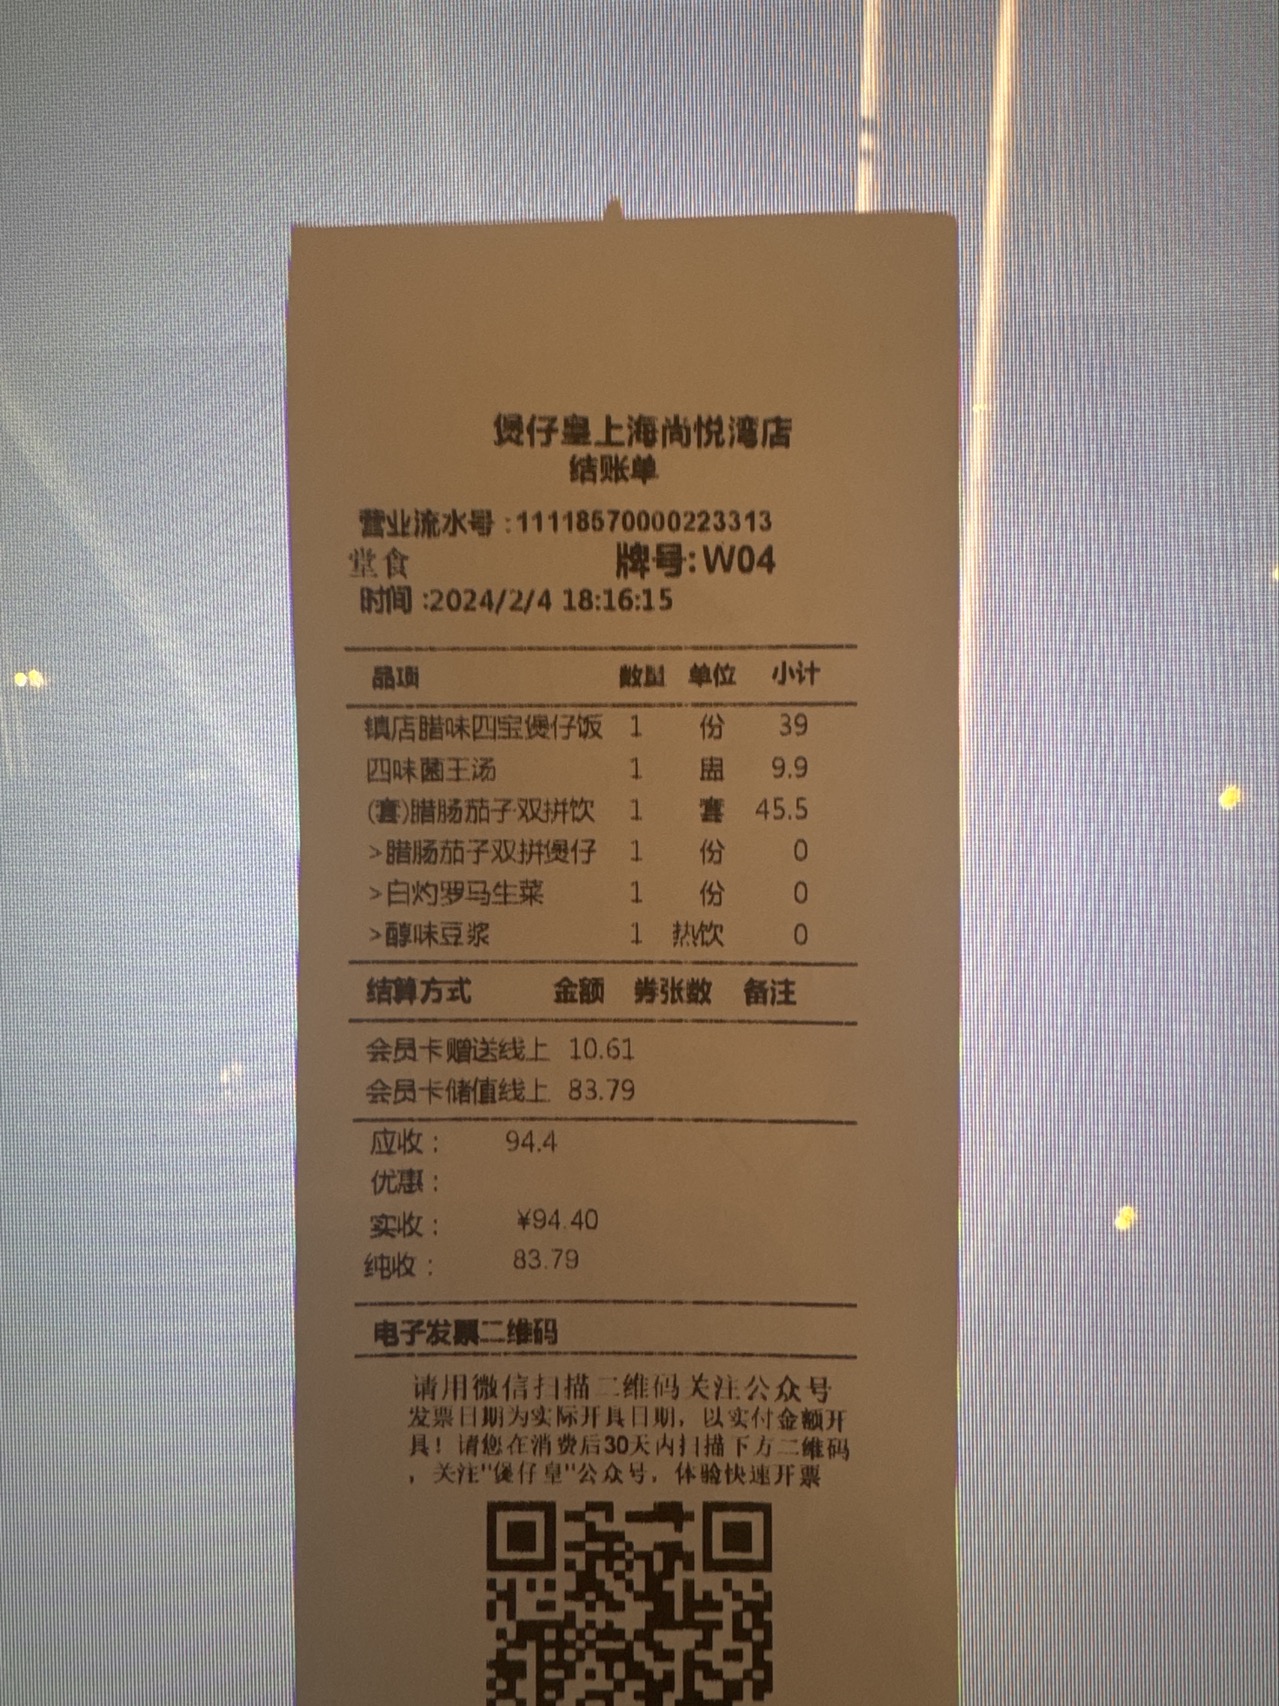 煲仔皇上海尚悦湾店
结账单
营业流水号:11118570000223313
堂食 牌号:W04
时间:2024/2/4 18:16:15
品项 数量 单位 小计
镇店腊味四宝煲仔饭 1 份 39
四味菌王汤 1 盅 9.9
(套)腊肠茄子双拼饮 1 套 45.5
>腊肠茄子双拼煲仔 1 份 0
>白灼罗马生菜 1 份 0
>醇味豆浆 1 热饮 0
结算方式 金额 券张数 备注
会员卡赠送线上 10.61
会员卡储值线上 83.79
应收: 94.4
优惠:
实收: ¥94.40
纯收: 83.79
电子发票二维码
请用微信扫描二维码关注公众号
发票日期为实际开具日期，以实付金额开
具！请您在消费后30天内扫描下方二维码
，关注"煲仔皇"公众号，体验快速开票